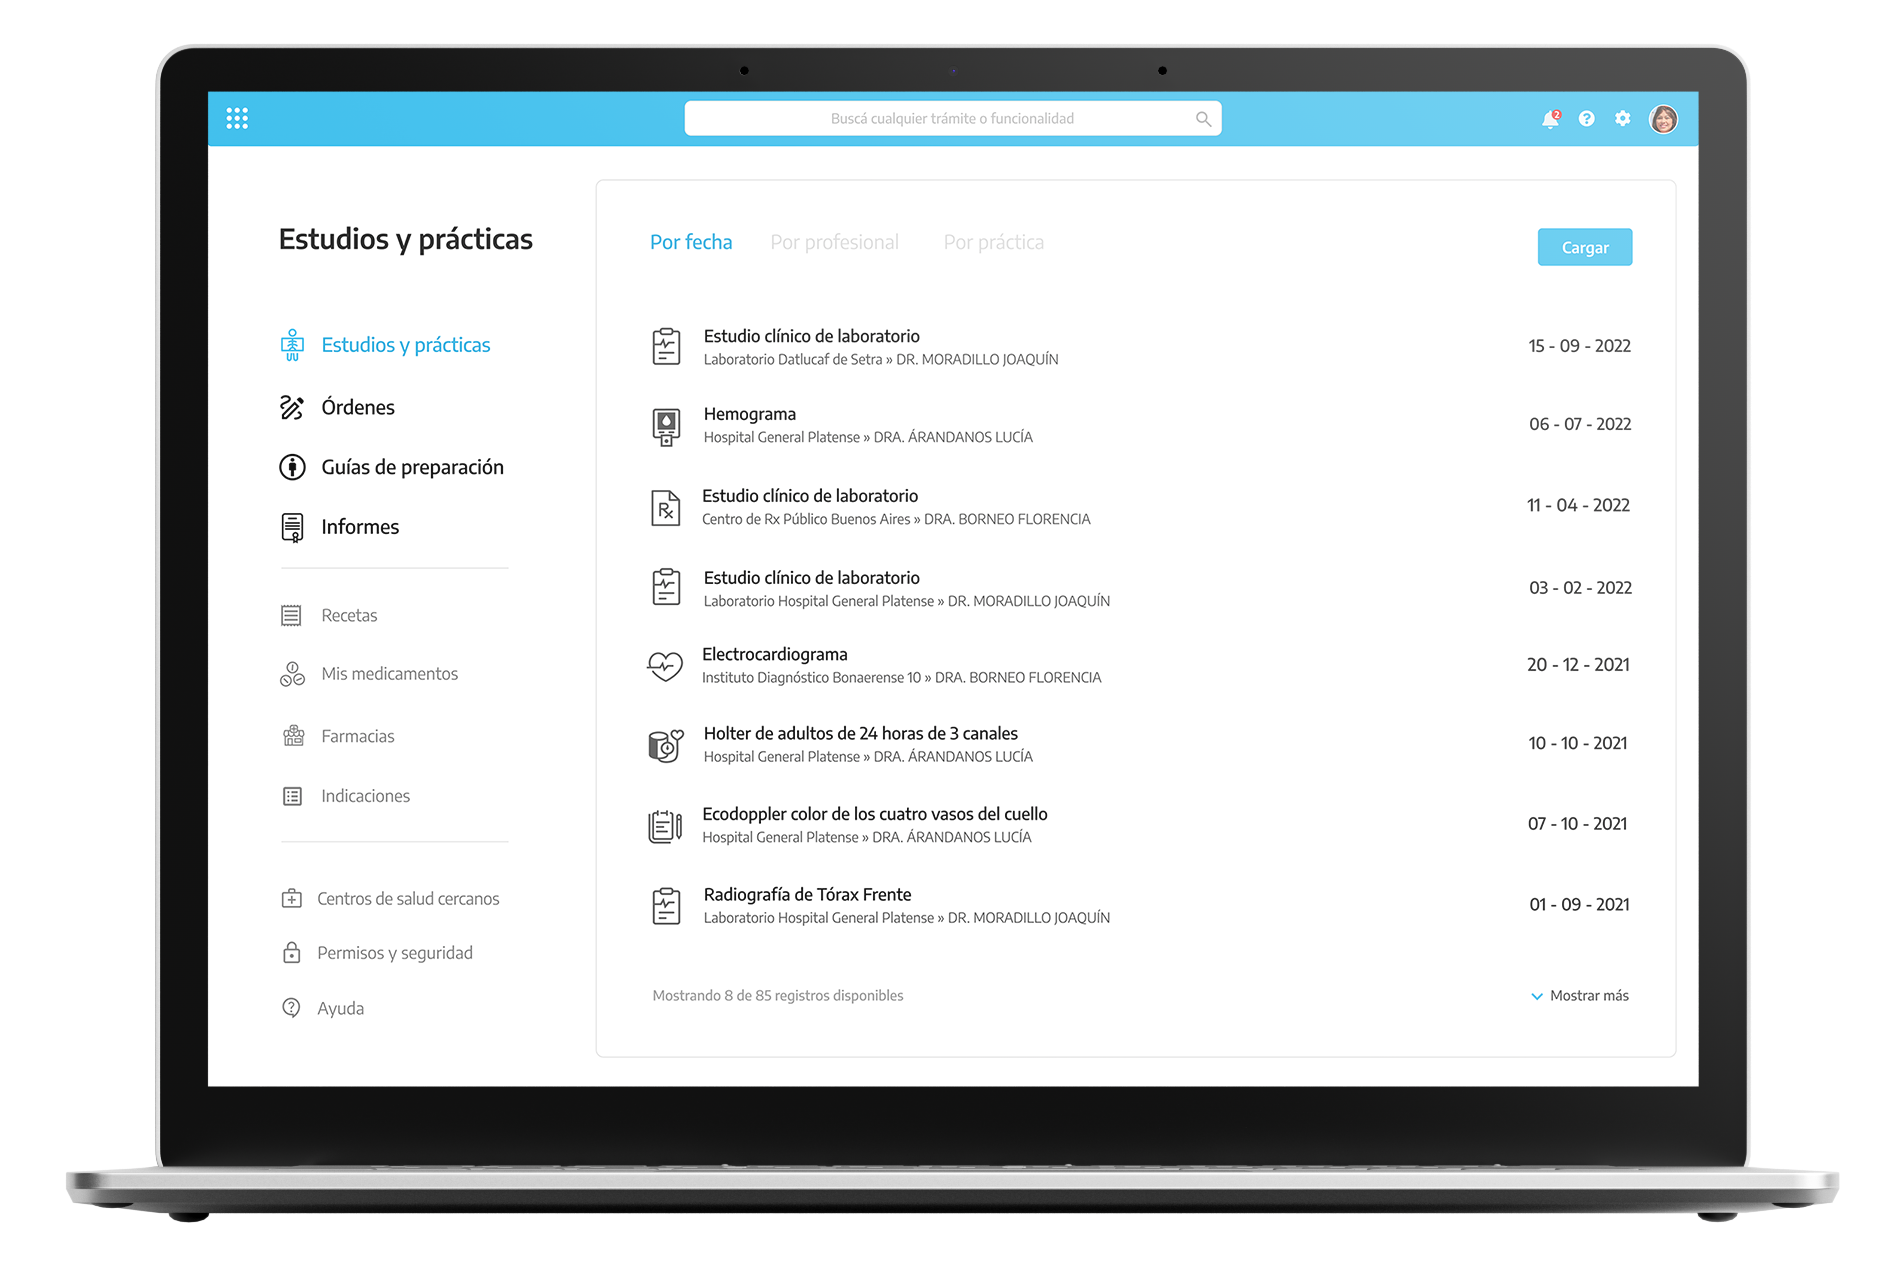 Buscá cualquier trámite o funcionalidad
2
?
Estudios y prácticas
Estudios y prácticas
Órdenes
Guías de preparación
Informes
Recetas
Mis medicamentos
Farmacias
Indicaciones
Centros de salud cercanos
Permisos y seguridad
Ayuda
Por fecha Por profesional Por práctica
Cargar
Estudio clínico de laboratorio
Laboratorio Datlucaf de Setra » DR. MORADILLO JOAQUÍN
15 - 09 - 2022
Hemograma
Hospital General Platense » DRA. ÁRANDANOS LUCÍA
06 - 07 - 2022
Rx
Estudio clínico de laboratorio
Centro de Rx Público Buenos Aires » DRA. BORNEO FLORENCIA
11 - 04 - 2022
Estudio clínico de laboratorio
Laboratorio Hospital General Platense » DR. MORADILLO JOAQUÍN
03 - 02 - 2022
Electrocardiograma
Instituto Diagnóstico Bonaerense 10 » DRA. BORNEO FLORENCIA
20 - 12 - 2021
Holter de adultos de 24 horas de 3 canales
Hospital General Platense » DRA. ÁRANDANOS LUCÍA
10 - 10 - 2021
Ecodoppler color de los cuatro vasos del cuello
Hospital General Platense » DRA. ÁRANDANOS LUCÍA
07 - 10 - 2021
Radiografía de Tórax Frente
Laboratorio Hospital General Platense » DR. MORADILLO JOAQUÍN
01 - 09 - 2021
Mostrando 8 de 85 registros disponibles
Mostrar más